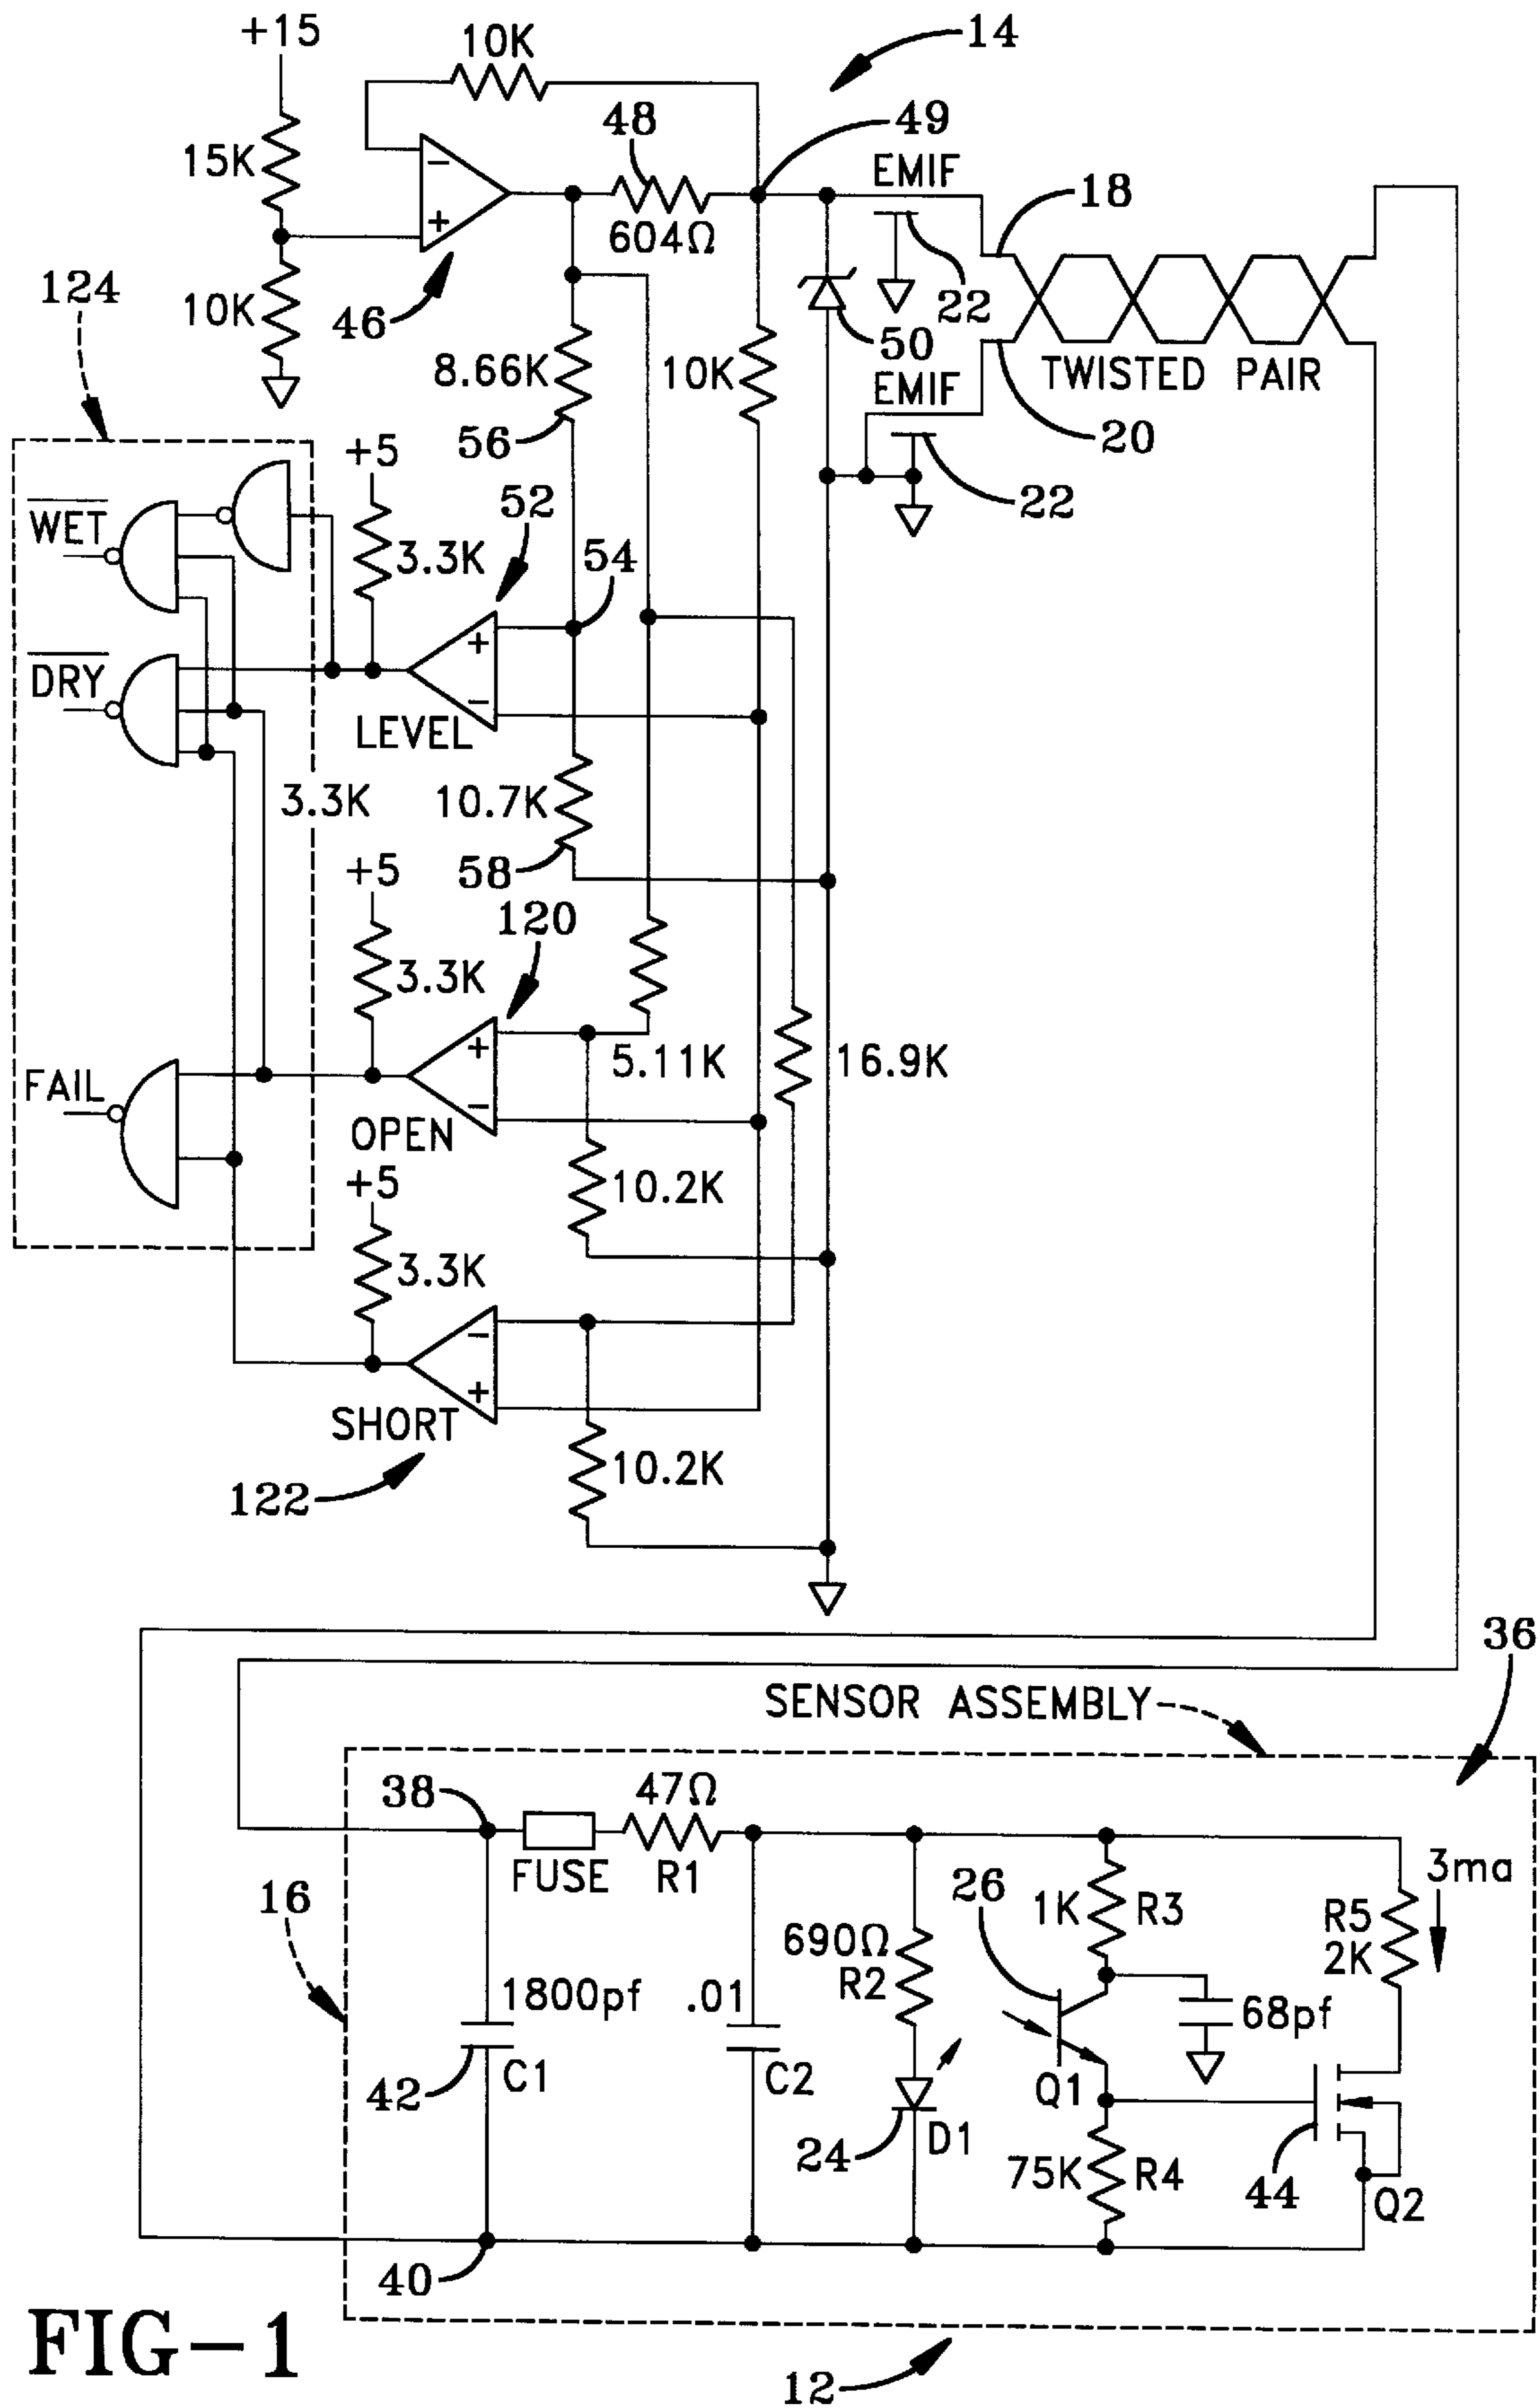 +15
10K
14
15K
48
49
EMIF
18
604Ω
124
10K
46
22
50
8.66K
10K
EMIF
TWISTED PAIR
56
20
+5
22
WET
52
3.3K
54
DRY
LEVEL
3.3K
10.7K
58
+5
120
3.3K
5.11K
16.9K
FAIL
OPEN
+5
10.2K
3.3K
SHORT
122
10.2K
36
SENSOR ASSEMBLY
38
47Ω
FUSE
R1
3ma
16
26
1K
R3
R5
2K
690Ω
R2
1800pf
.01
68pf
42
C1
C2
Q1
24
D1
75K
R4
44
Q2
40
FIG-1
12